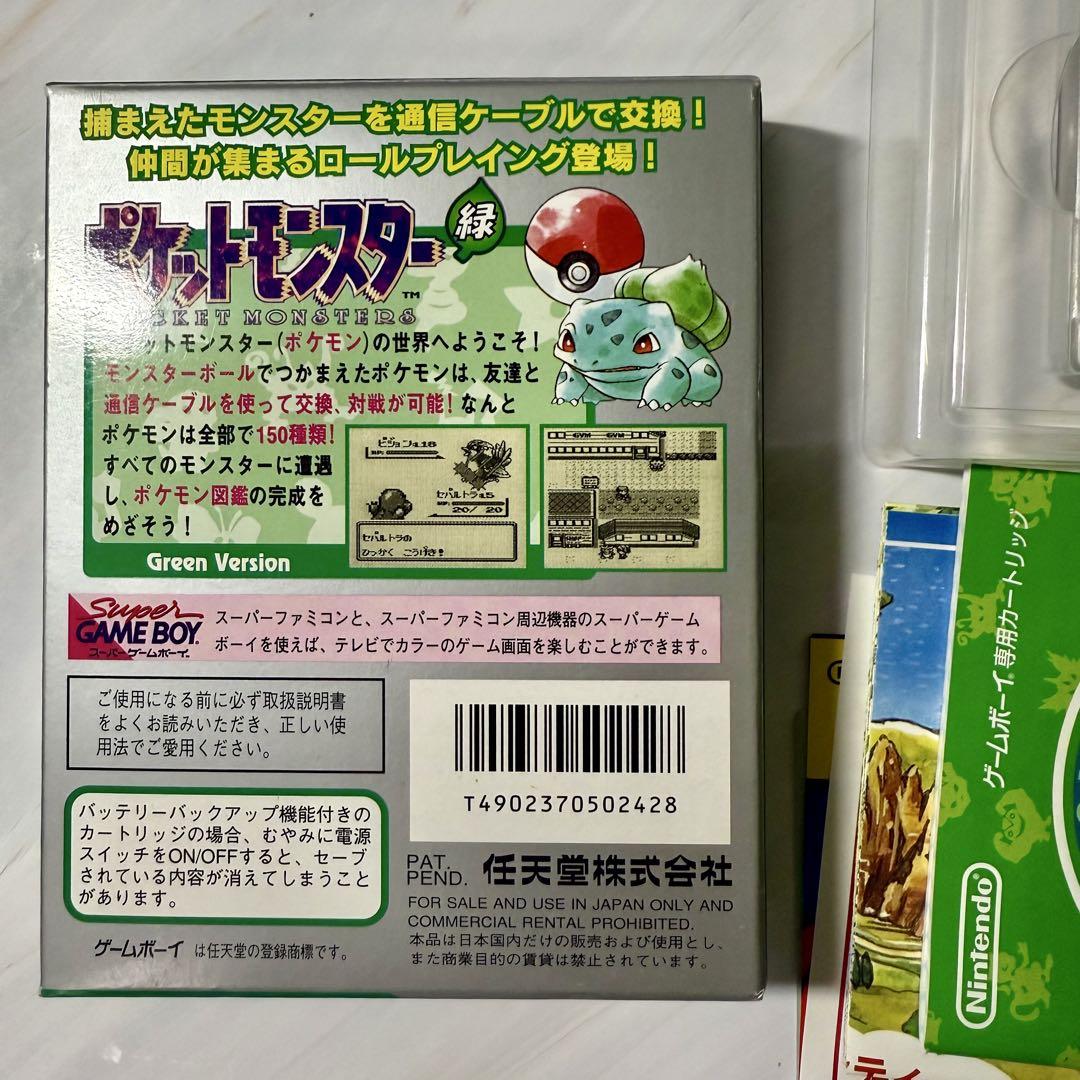 捕まえたモンスターを通信ケーブルで交換！
仲間が集まるロールプレイング登場！
ポケットモンスター 緑
TM
POCKET MONSTERS
ットモンスター(ポケモン)の世界へようこそ！
モンスターボールでつかまえたポケモンは、友達と
通信ケーブルを使って交換、対戦が可能！なんと
ポケモンは全部で150種類！
すべてのモンスターに遭遇
し、ポケモン図鑑の完成を
めざそう！
Green Version
ピジョン
HP:
セバルトラ
20/ 20
セバルトラの
ひっかく こうげき！
GYM GYM
Super
GAME BOY
スーパーゲームボーイ
スーパーファミコンと、スーパーファミコン周辺機器のスーパーゲーム
ボーイを使えば、テレビでカラーのゲーム画面を楽しむことができます。
ご使用になる前に必ず取扱説明書
をよくお読みいただき、正しい使
用法でご愛用ください。
バッテリーバックアップ機能付きの
カートリッジの場合、むやみに電源
スイッチをON/OFFすると、セーブ
されている内容が消えてしまうこと
があります。
ゲームボーイ は任天堂の登録商標です。
T4902370502428
PAT.
PEND. 任天堂株式会社
FOR SALE AND USE IN JAPAN ONLY AND
COMMERCIAL RENTAL PROHIBITED.
本品は日本国内だけの販売および使用とし、
また商業目的の賃貸は禁止されています。
ゲームボーイ専用カートリッジ
Nintendo
ティ